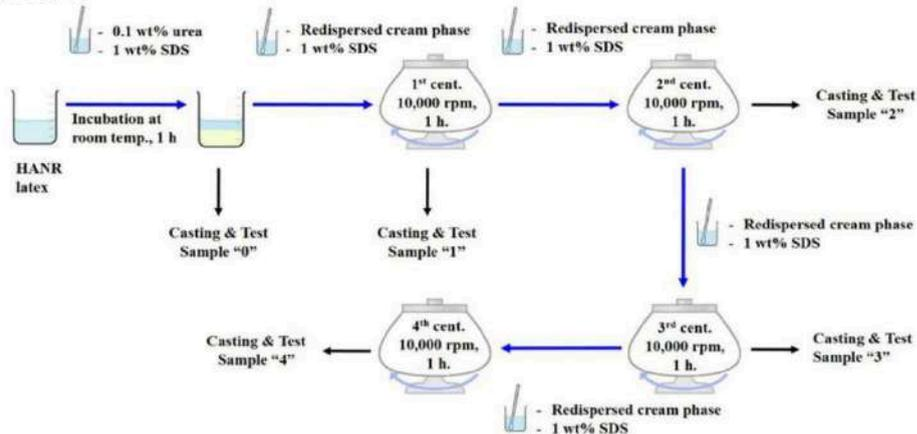 - 0.1 wt% urea
- 1 wt% SDS
- Redispersed cream phase
- 1 wt% SDS
- Redispersed cream phase
- 1 wt% SDS
HANR
latex
Incubation at
room temp., 1 h
1st cent.
10,000 rpm,
1 h.
2nd cent.
10,000 rpm,
1 h.
Casting & Test
Sample “2”
Casting & Test
Sample “0”
Casting & Test
Sample “1”
- Redispersed cream phase
- 1 wt% SDS
Casting & Test
Sample “4”
4th cent.
10,000 rpm,
1 h.
3rd cent.
10,000 rpm,
1 h.
Casting & Test
Sample “3”
- Redispersed cream phase
- 1 wt% SDS